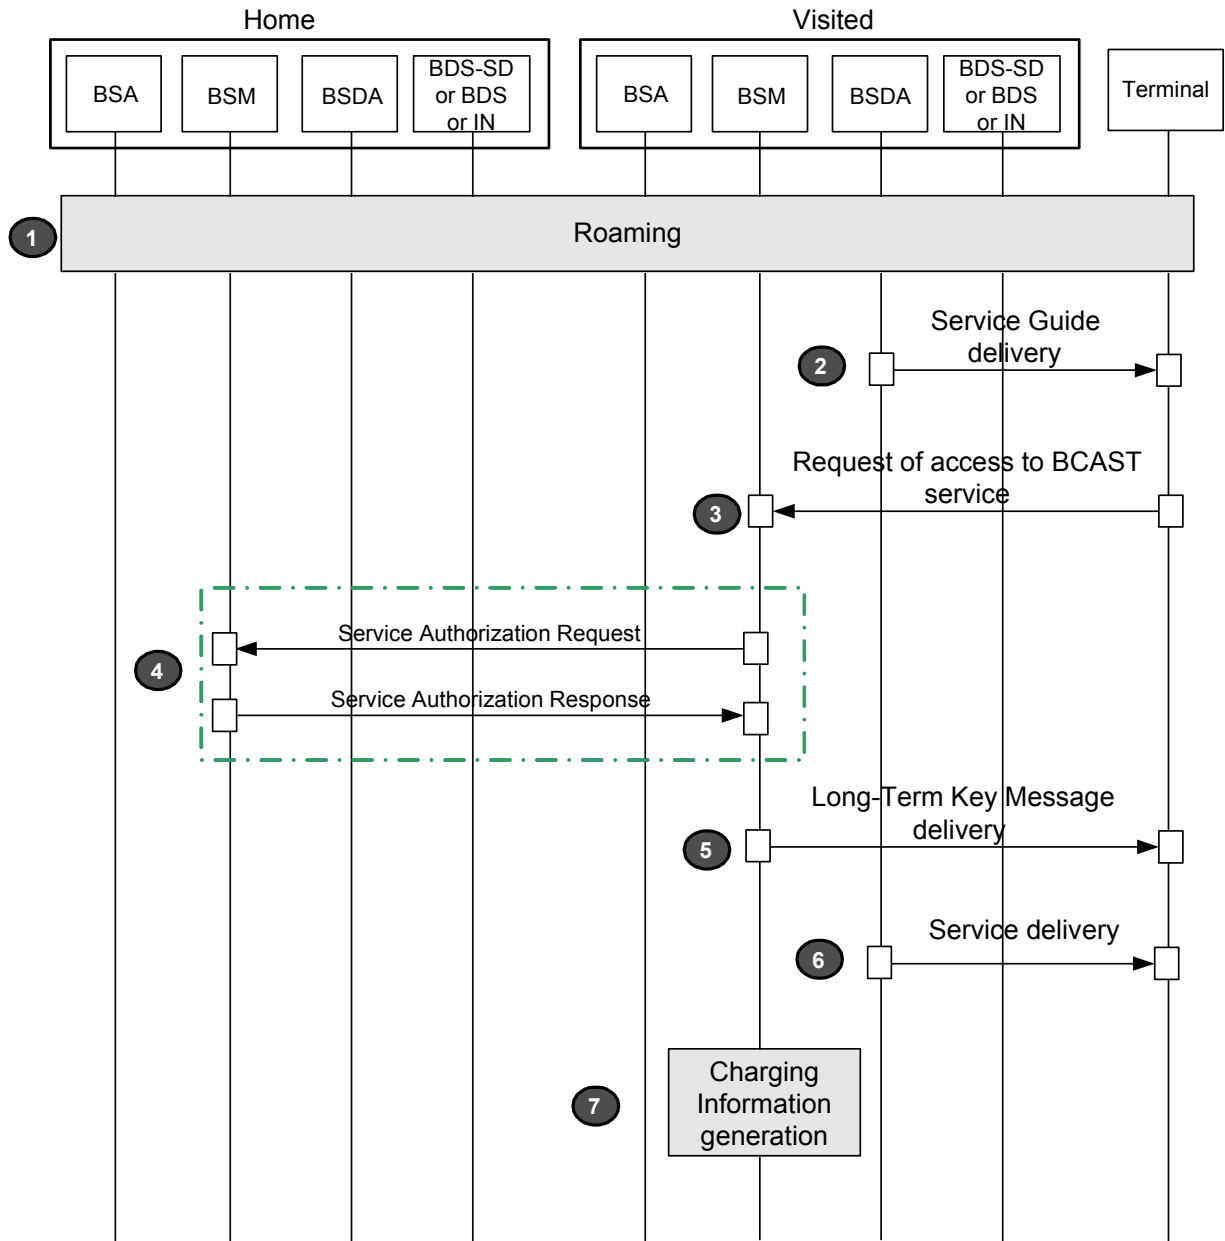 Home
Visited
BSA
BSM
BSDA
BDS-SD
or BDS
or IN
BSA
BSM
BSDA
BDS-SD
or BDS
or IN
Terminal
1
Roaming
Service Guide
delivery
2
Request of access to BCAST
service
3
Service Authorization Request
4
Service Authorization Response
Long-Term Key Message
delivery
5
Service delivery
6
Charging
Information
generation
7